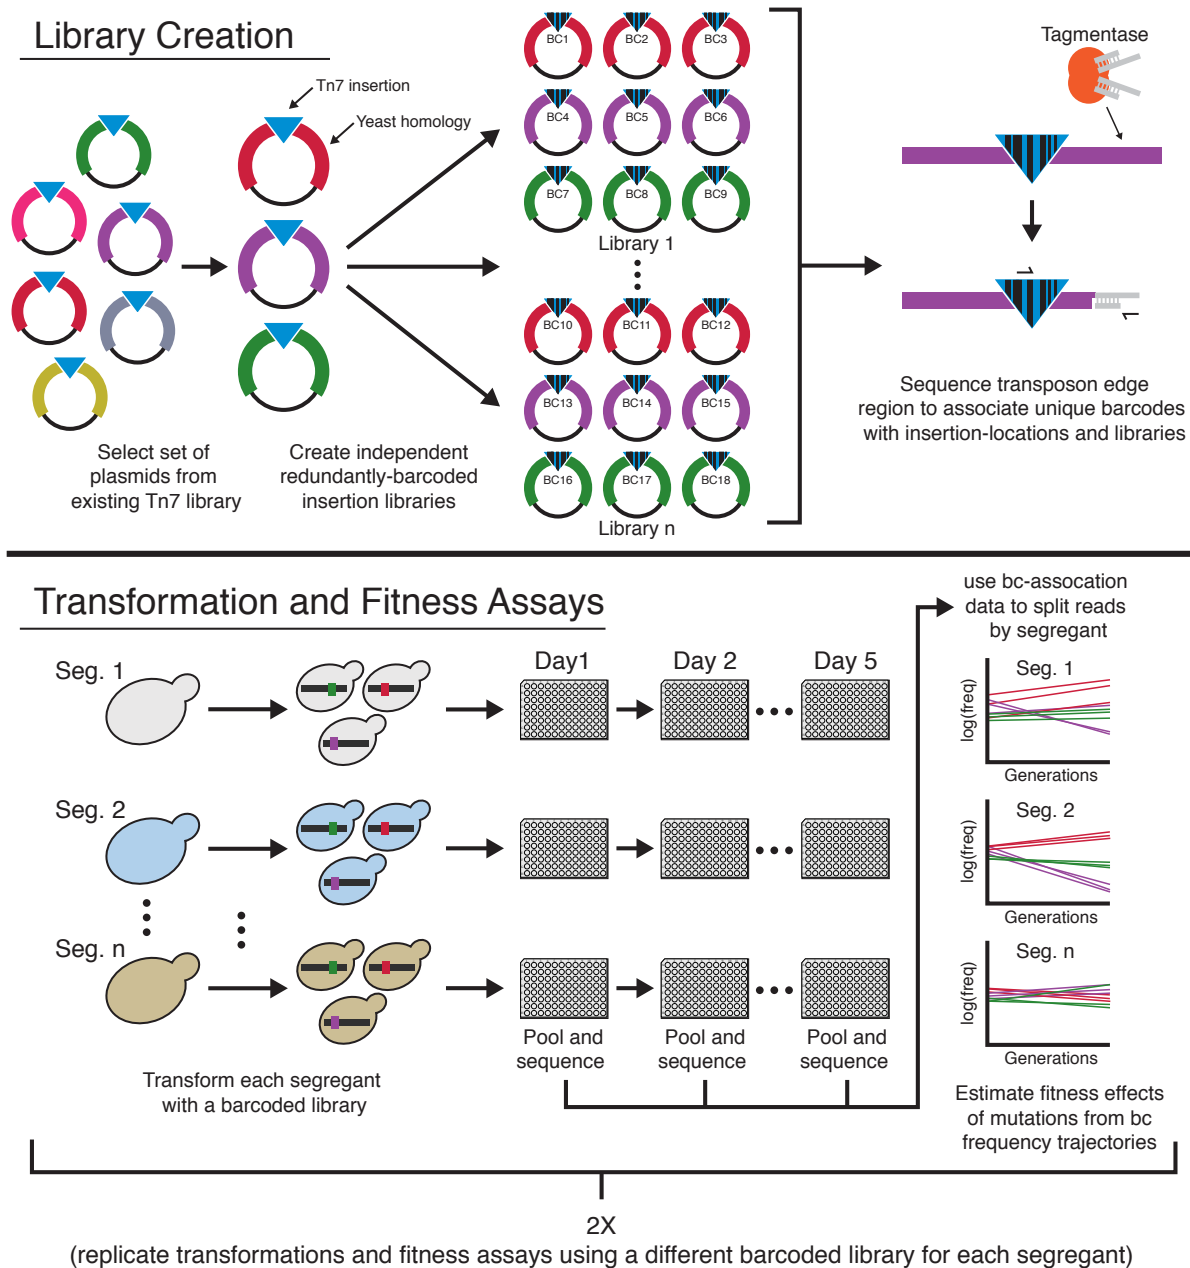 Library Creation
Tn7 insertion
Yeast homology
Select set of
plasmids from
existing Tn7 library
Create independent
redundantly-barcoded
insertion libraries
BC1
BC2
BC3
BC4
BC5
BC6
BC7
BC8
BC9
Library 1
BC10
BC11
BC12
BC13
BC14
BC15
BC16
BC17
BC18
Library n
Tagmentase
Sequence transposon edge
region to associate unique barcodes
with insertion-locations and libraries
Transformation and Fitness Assays
Seg. 1
Seg. 2
Seg. n
Transform each segregant
with a barcoded library
Day1
Day 2
Day 5
Pool and
sequence
Pool and
sequence
Pool and
sequence
use bc-assocation
data to split reads
by segregant
Seg. 1
log(freq)
Generations
Seg. 2
log(freq)
Generations
Seg. n
log(freq)
Generations
Estimate fitness effects
of mutations from bc
frequency trajectories
2X
(replicate transformations and fitness assays using a different barcoded library for each segregant)